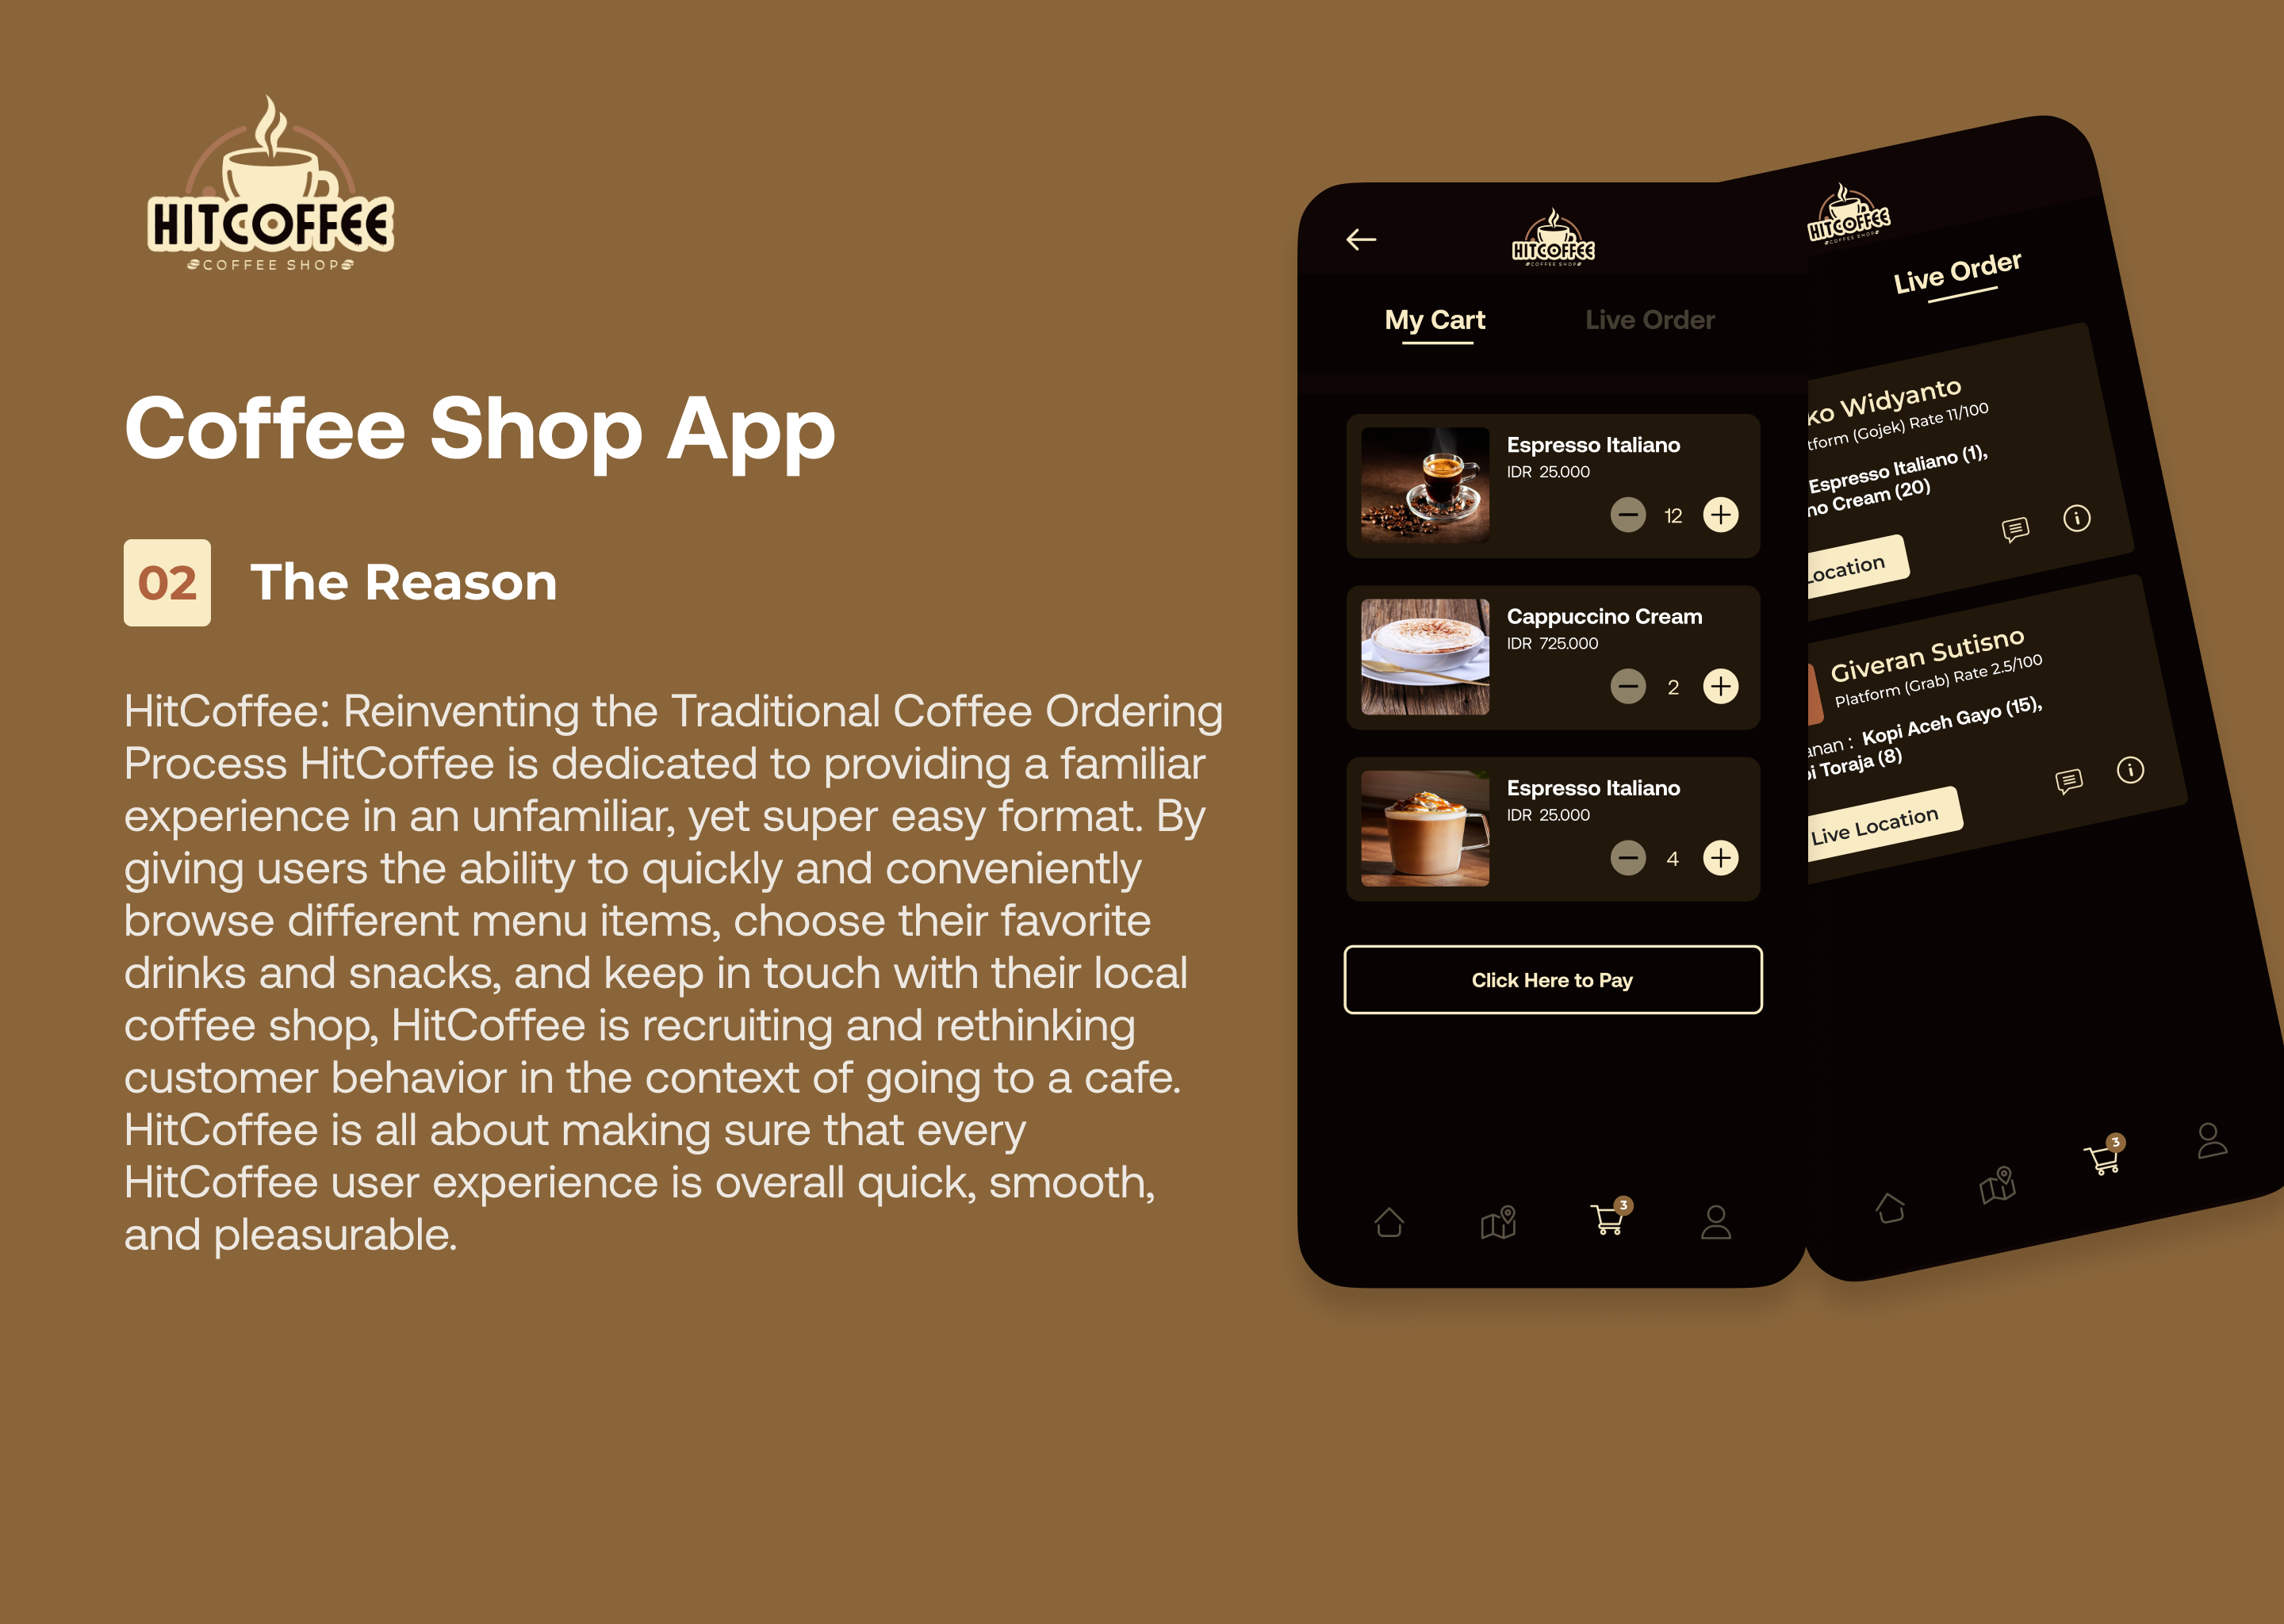 HITCOFFEE
COFFEE SHOP
Coffee Shop App
02
The Reason
HitCoffee: Reinventing the Traditional Coffee Ordering
Process HitCoffee is dedicated to providing a familiar
experience in an unfamiliar, yet super easy format. By
giving users the ability to quickly and conveniently
browse different menu items, choose their favorite
drinks and snacks, and keep in touch with their local
coffee shop, HitCoffee is recruiting and rethinking
customer behavior in the context of going to a cafe.
HitCoffee is all about making sure that every
HitCoffee user experience is overall quick, smooth,
and pleasurable.
HITCOFFEE
COFFEE SHOP
My Cart
Live Order
Espresso Italiano
IDR 25.000
12
Cappuccino Cream
IDR 725.000
2
Espresso Italiano
IDR 25.000
4
Click Here to Pay
3
HITCOFFEE
COFFEE SHOP
Live Order
Widyanto
(Gojek) Rate 11/100
Espresso Italiano (1),
Cream (20)
Location
Giveran Sutisno
Platform (Grab) Rate 2.5/100
: Kopi Aceh Gayo (15),
Toraja (8)
Live Location
3